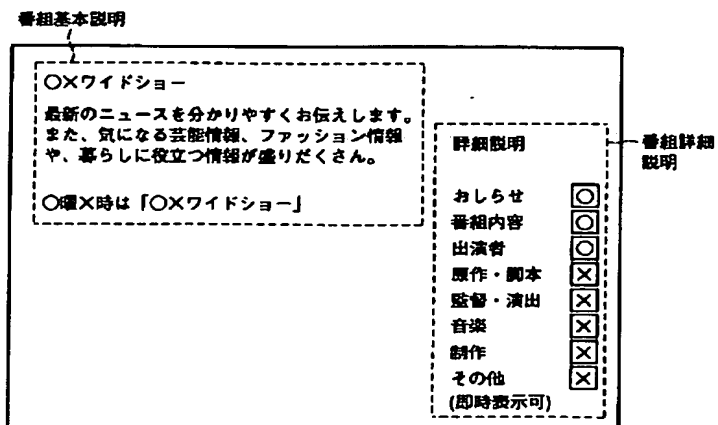 番組基本説明
○×ワイドショー
最新のニュースを分かりやすくお伝えします。
また、気になる芸能情報、ファッション情報
や、暮らしに役立つ情報が盛りだくさん。
○曜×時は「○×ワイドショー」
番組詳細
説明
詳細説明
おしらせ ○
番組内容 ○
出演者 ○
原作・脚本 ×
監督・演出 ×
音楽 ×
制作 ×
その他 ×
(即時表示可)